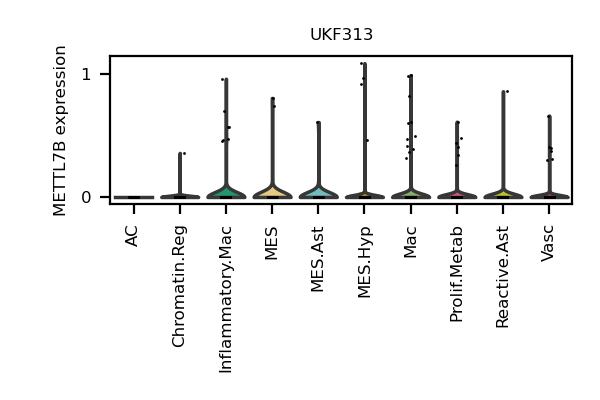 UKF313
METTL7B expression
1
0
AC
Chromatin.Reg
Inflammatory.Mac
MES
MES.Ast
MES.Hyp
Mac
Prolif.Metab
Reactive.Ast
Vasc